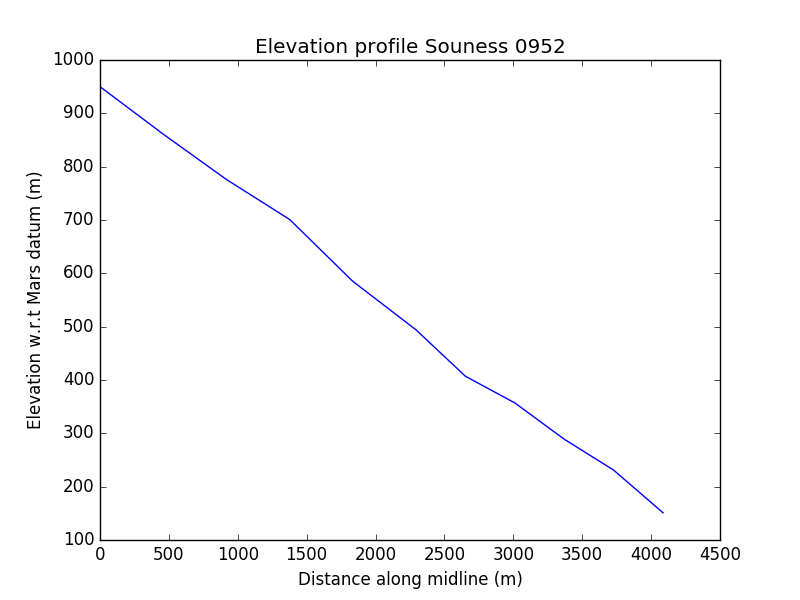 Elevation profile Souness 0952
1000
900
800
700
600
500
400
300
200
100
Elevation w.r.t Mars datum (m)
0 500 1000 1500 2000 2500 3000 3500 4000 4500
Distance along midline (m)